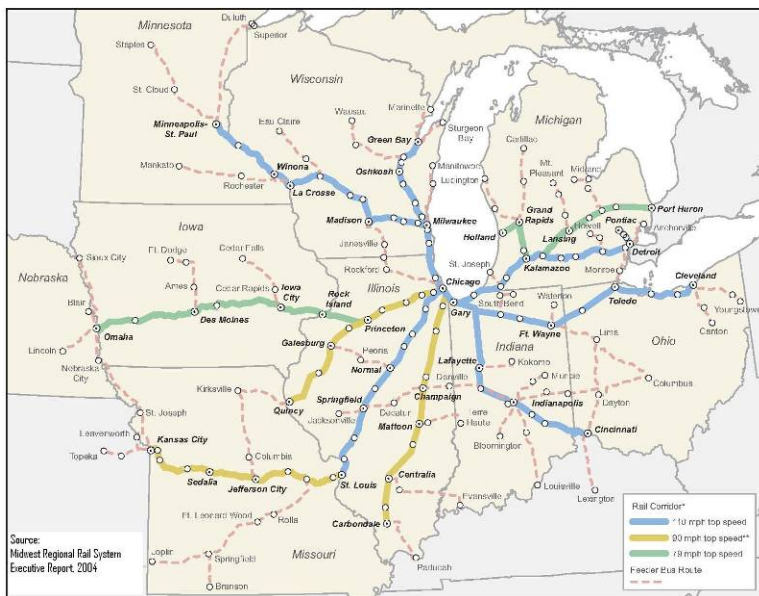 Minnesota
Duluth
Superior
Staples
St. Cloud
Minneapolis-
St. Paul
Mankato
Rochester
Winona
La Crosse
Wisconsin
Eau Claire
Wausau
Marinette
Green Bay
Sturgeon
Bay
Oshkosh
Manitowoc
Madison
Milwaukee
Janesville
Rockford
Michigan
Cadillac
Mt.
Pleasant
Midland
Ludington
Grand
Rapids
Holland
Lansing
Howell
Pontiac
Port Huron
Anchorville
Detroit
Kalamazoo
Monroe
St. Joseph
Iowa
Sioux City
Ft. Dodge
Cedar Falls
Ames
Cedar Rapids
Iowa
City
Des Moines
Rock
Island
Nebraska
Blair
Omaha
Lincoln
Nebraska
City
Illinois
Chicago
Princeton
Galesburg
Peoria
Normal
Quincy
Springfield
Jacksonville
Decatur
Danville
Champaign
Mattoon
Centralia
Carbondale
Indiana
Gary
South Bend
Waterloo
Ft. Wayne
Lafayette
Kokomo
Muncie
Indianapolis
Terre
Haute
Bloomington
Evansville
Louisville
Paducah
Ohio
Toledo
Cleveland
Youngstown
Canton
Lima
Columbus
Dayton
Cincinnati
Lexington
Missouri
Kirksville
St. Joseph
Leavenworth
Kansas City
Topeka
Sedalia
Columbia
Jefferson City
St. Louis
Ft. Leonard Wood
Rolla
Joplin
Springfield
Branson
Rail Corridor*
110 mph top speed
90 mph top speed**
79 mph top speed
Feeder Bus Route
Source:
Midwest Regional Rail System
Executive Report, 2004